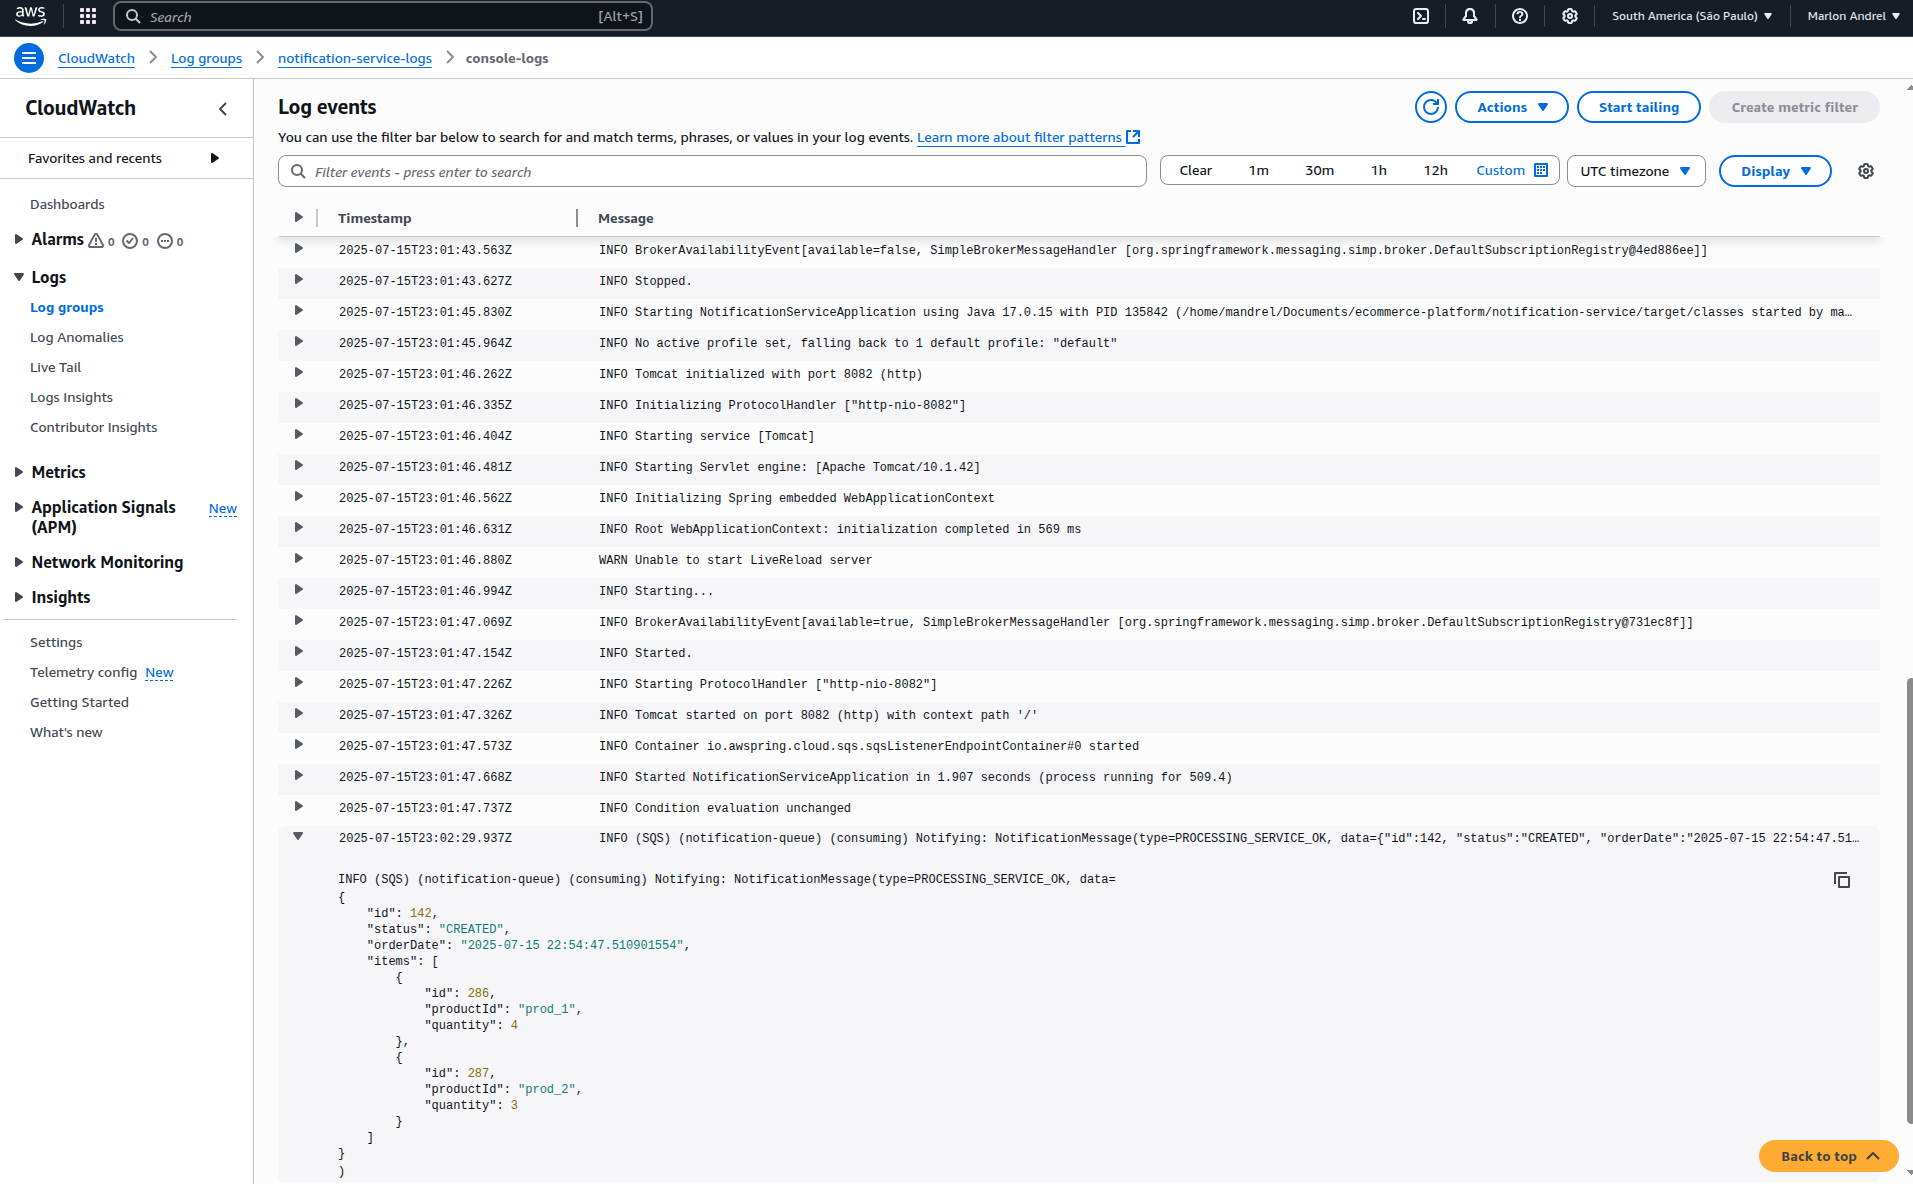 aws
Search [Alt+S]
South America (São Paulo) Marlon Andrel
CloudWatch Log groups notification-service-logs console-logs
CloudWatch
Favorites and recents
Dashboards
Alarms 0 0 0
Logs
Log groups
Log Anomalies
Live Tail
Logs Insights
Contributor Insights
Metrics
Application Signals (APM) New
Network Monitoring
Insights
Settings
Telemetry config New
Getting Started
What's new
Log events
Actions Start tailing Create metric filter
You can use the filter bar below to search for and match terms, phrases, or values in your log events. Learn more about filter patterns
Filter events - press enter to search
Clear 1m 30m 1h 12h Custom UTC timezone Display
Timestamp Message
2025-07-15T23:01:43.563Z INFO BrokerAvailabilityEvent[available=false, SimpleBrokerMessageHandler [org.springframework.messaging.simp.broker.DefaultSubscriptionRegistry@4ed886ee]]
2025-07-15T23:01:43.627Z INFO Stopped.
2025-07-15T23:01:45.830Z INFO Starting NotificationServiceApplication using Java 17.0.15 with PID 135842 (/home/mandrel/Documents/ecommerce-platform/notification-service/target/classes started by ma…
2025-07-15T23:01:45.964Z INFO No active profile set, falling back to 1 default profile: "default"
2025-07-15T23:01:46.262Z INFO Tomcat initialized with port 8082 (http)
2025-07-15T23:01:46.335Z INFO Initializing ProtocolHandler ["http-nio-8082"]
2025-07-15T23:01:46.404Z INFO Starting service [Tomcat]
2025-07-15T23:01:46.481Z INFO Starting Servlet engine: [Apache Tomcat/10.1.42]
2025-07-15T23:01:46.562Z INFO Initializing Spring embedded WebApplicationContext
2025-07-15T23:01:46.631Z INFO Root WebApplicationContext: initialization completed in 569 ms
2025-07-15T23:01:46.880Z WARN Unable to start LiveReload server
2025-07-15T23:01:46.994Z INFO Starting...
2025-07-15T23:01:47.069Z INFO BrokerAvailabilityEvent[available=true, SimpleBrokerMessageHandler [org.springframework.messaging.simp.broker.DefaultSubscriptionRegistry@731ec8f]]
2025-07-15T23:01:47.154Z INFO Started.
2025-07-15T23:01:47.226Z INFO Starting ProtocolHandler ["http-nio-8082"]
2025-07-15T23:01:47.326Z INFO Tomcat started on port 8082 (http) with context path '/'
2025-07-15T23:01:47.573Z INFO Container io.awspring.cloud.sqs.sqsListenerEndpointContainer#0 started
2025-07-15T23:01:47.668Z INFO Started NotificationServiceApplication in 1.907 seconds (process running for 509.4)
2025-07-15T23:01:47.737Z INFO Condition evaluation unchanged
2025-07-15T23:02:29.937Z INFO (SQS) (notification-queue) (consuming) Notifying: NotificationMessage(type=PROCESSING_SERVICE_OK, data={"id":142, "status":"CREATED", "orderDate":"2025-07-15 22:54:47.51…
INFO (SQS) (notification-queue) (consuming) Notifying: NotificationMessage(type=PROCESSING_SERVICE_OK, data=
{
"id": 142,
"status": "CREATED",
"orderDate": "2025-07-15 22:54:47.510901554",
"items": [
{
"id": 286,
"productId": "prod_1",
"quantity": 4
},
{
"id": 287,
"productId": "prod_2",
"quantity": 3
}
]
}
)
Back to top